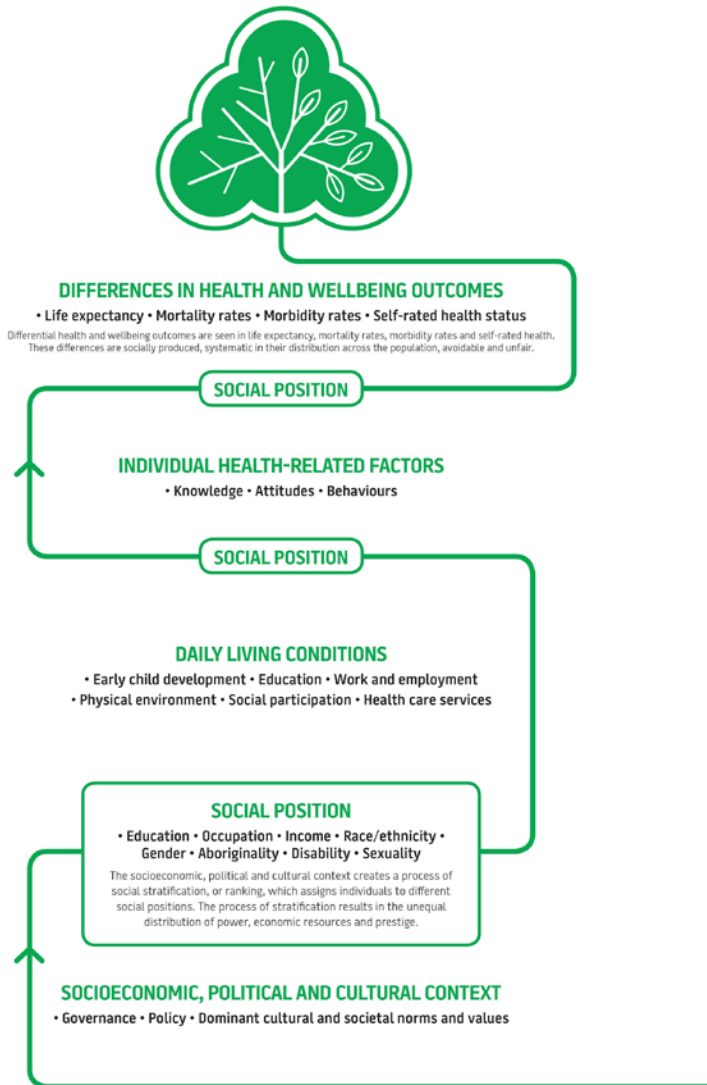 DIFFERENCES IN HEALTH AND WELLBEING OUTCOMES
• Life expectancy • Mortality rates • Morbidity rates • Self-rated health status
Differential health and wellbeing outcomes are seen in life expectancy, mortality rates, morbidity rates and self-rated health.
These differences are socially produced, systematic in their distribution across the population, avoidable and unfair.
SOCIAL POSITION
INDIVIDUAL HEALTH-RELATED FACTORS
• Knowledge • Attitudes • Behaviours
SOCIAL POSITION
DAILY LIVING CONDITIONS
• Early child development • Education • Work and employment
• Physical environment • Social participation • Health care services
SOCIAL POSITION
• Education • Occupation • Income • Race/ethnicity •
Gender • Aboriginality • Disability • Sexuality
The socioeconomic, political and cultural context creates a process of
social stratification, or ranking, which assigns individuals to different
social positions. The process of stratification results in the unequal
distribution of power, economic resources and prestige.
SOCIOECONOMIC, POLITICAL AND CULTURAL CONTEXT
• Governance • Policy • Dominant cultural and societal norms and values